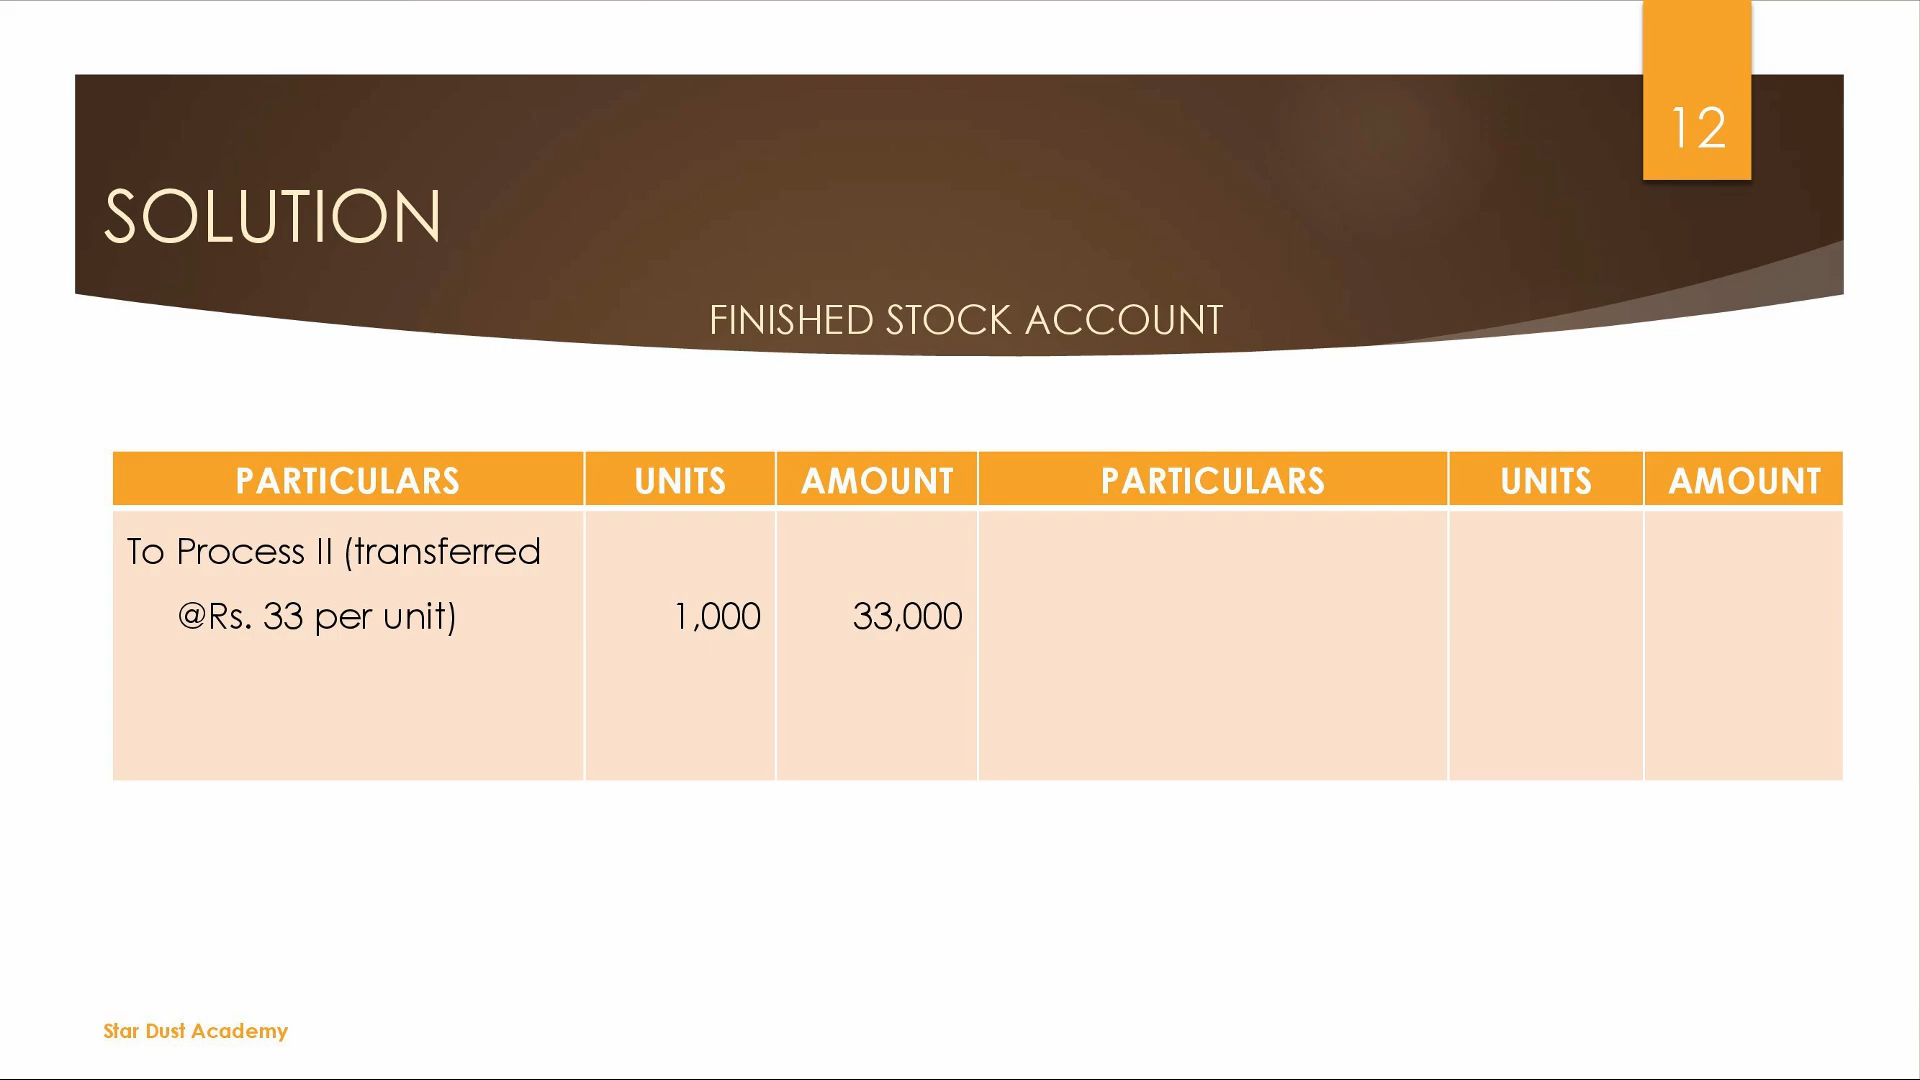 12
SOLUTION
FINISHED STOCK ACCOUNT
PARTICULARS UNITS AMOUNT PARTICULARS UNITS AMOUNT
To Process II (transferred
@Rs. 33 per unit) 1,000 33,000
Star Dust Academy